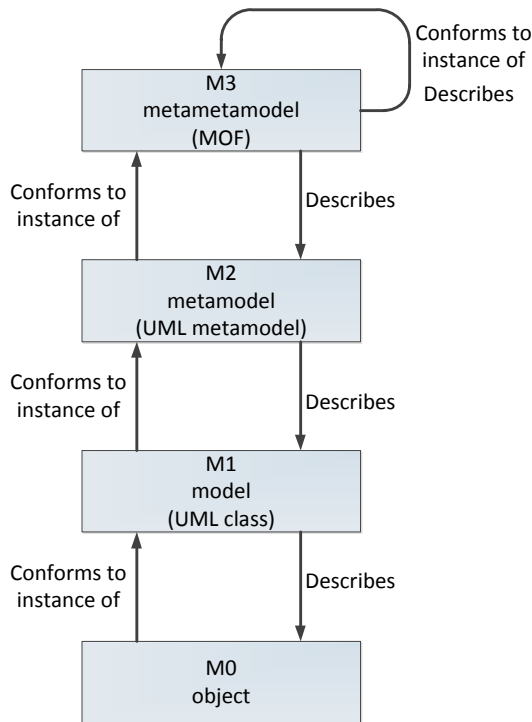 Conforms to
instance of
Describes
M3
metametamodel
(MOF)
Conforms to
instance of
Describes
M2
metamodel
(UML metamodel)
Conforms to
instance of
Describes
M1
model
(UML class)
Conforms to
instance of
Describes
M0
object